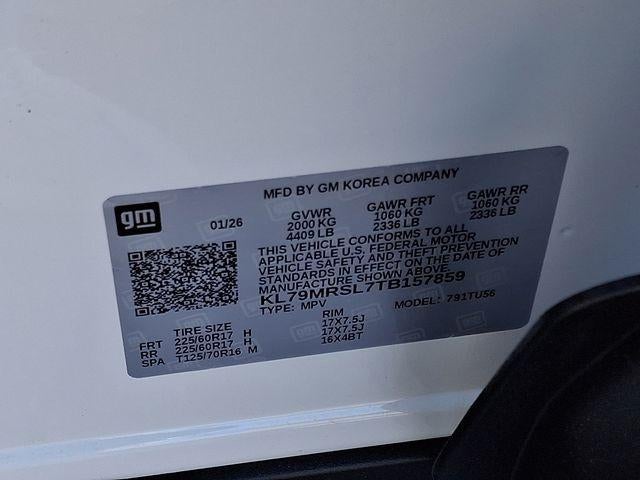 MFD BY GM KOREA COMPANY
gm
01/26
GVWR
2000 KG
4409 LB
GAWR FRT
1060 KG
2336 LB
GAWR RR
1060 KG
2336 LB
THIS VEHICLE CONFORMS TO ALL
APPLICABLE U.S. FEDERAL MOTOR
VEHICLE SAFETY AND THEFT PREVENTION
STANDARDS IN EFFECT ON THE DATE OF
MANUFACTURE SHOWN ABOVE.
KL79MRSL7TB157859
TYPE: MPV
MODEL: 791TU56
TIRE SIZE
RIM
FRT 225/60R17 H 17X7.5J
RR 225/60R17 H 17X7.5J
SPA T125/70R16 M 16X4BT